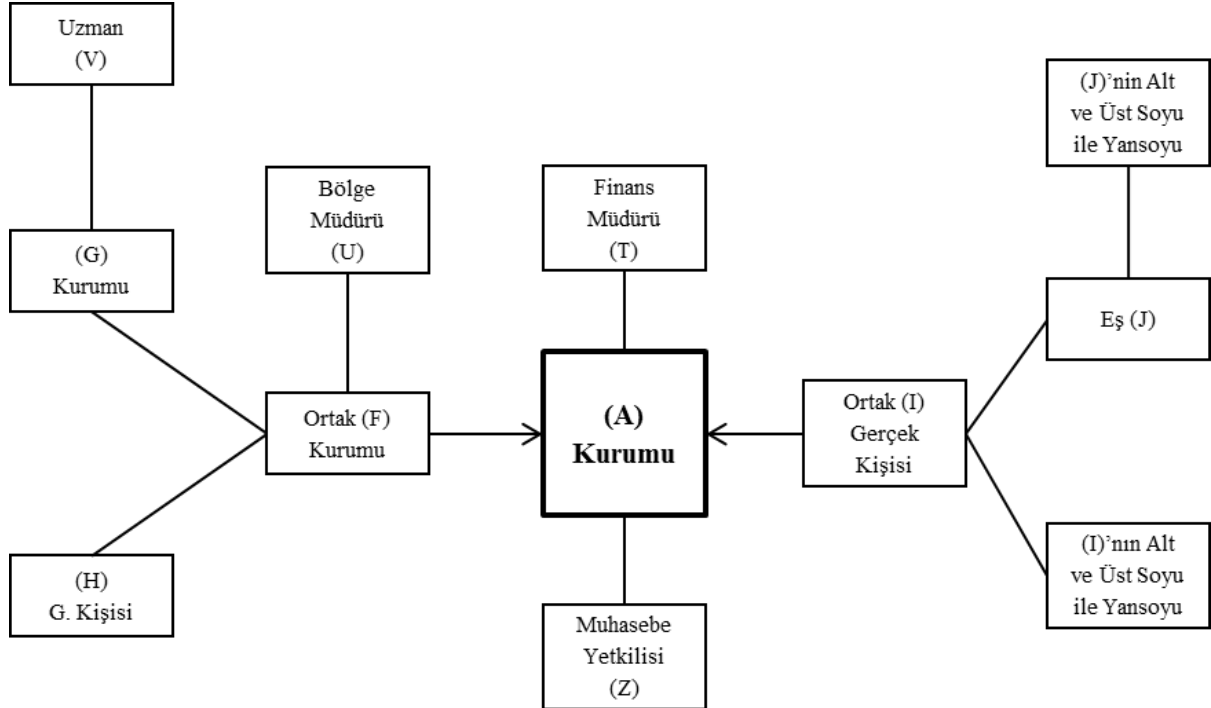 Uzman
(V)
(J)’nin Alt
ve Üst Soyu
ile Yansoyu
Bölge
Müdürü
(U)
Finans
Müdürü
(T)
(G)
Kurumu
Eş (J)
Ortak (F)
Kurumu
(A)
Kurumu
Ortak (I)
Gerçek
Kişisi
(H)
G. Kişisi
(I)’nın Alt
ve Üst Soyu
ile Yansoyu
Muhasebe
Yetkilisi
(Z)